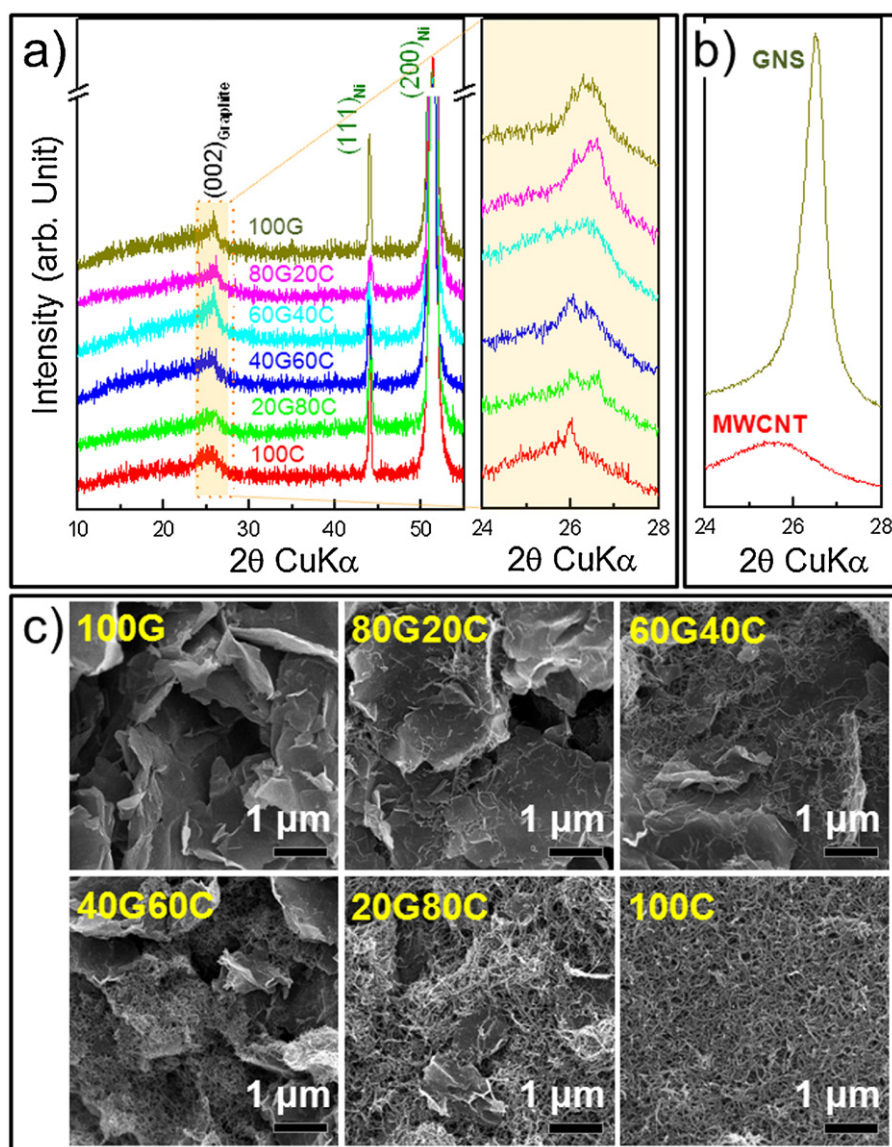 a)
Intensity (arb. Unit)
(002)Graphite
(111)Ni
(200)Ni
100G
80G20C
60G40C
40G60C
20G80C
100C
10 20 30 40 50
2θ CuKα
24 26 28
2θ CuKα
b)
GNS
MWCNT
24 26 28
2θ CuKα
c)
100G
1 μm
80G20C
1 μm
60G40C
1 μm
40G60C
1 μm
20G80C
1 μm
100C
1 μm